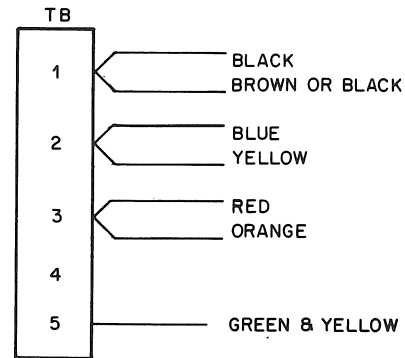 TB
1
BLACK
BROWN OR BLACK
2
BLUE
YELLOW
3
RED
ORANGE
4
5
GREEN & YELLOW